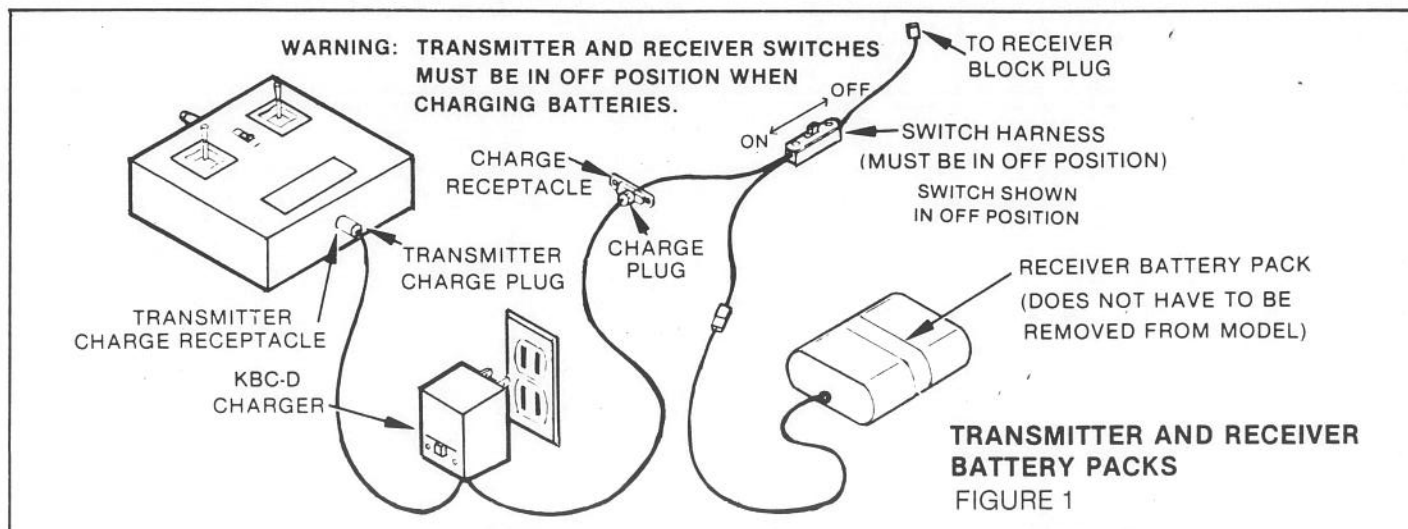 WARNING: TRANSMITTER AND RECEIVER SWITCHES
MUST BE IN OFF POSITION WHEN
CHARGING BATTERIES.
TO RECEIVER
BLOCK PLUG
OFF
ON
SWITCH HARNESS
(MUST BE IN OFF POSITION)
SWITCH SHOWN
IN OFF POSITION
CHARGE
RECEPTACLE
CHARGE
PLUG
TRANSMITTER
CHARGE PLUG
TRANSMITTER
CHARGE RECEPTACLE
KBC-D
CHARGER
RECEIVER BATTERY PACK
(DOES NOT HAVE TO BE
REMOVED FROM MODEL)
TRANSMITTER AND RECEIVER
BATTERY PACKS
FIGURE 1